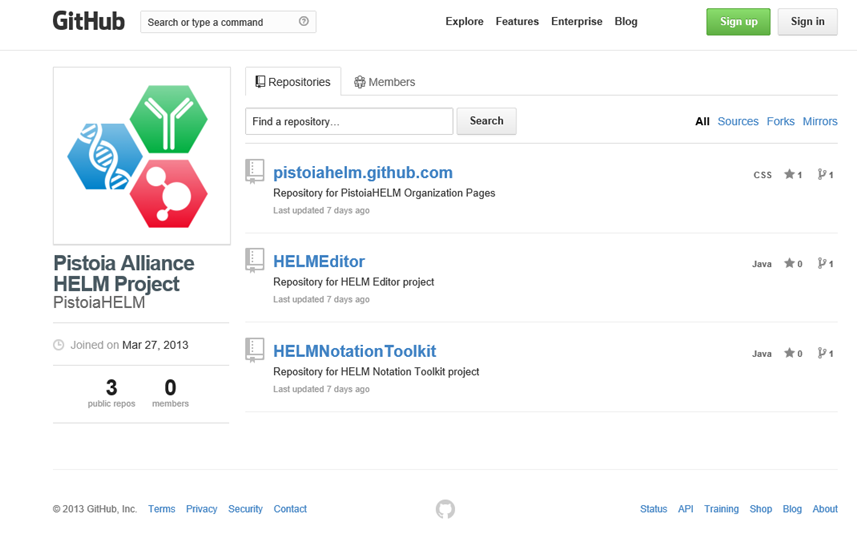 GitHub Search or type a command Explore Features Enterprise Blog Sign up Sign in
Repositories Members
Find a repository... Search All Sources Forks Mirrors
pistoiahelm.github.com CSS 1 1
Repository for PistoiaHELM Organization Pages
Last updated 7 days ago
HELMEditor Java 0 1
Repository for HELM Editor project
Last updated 7 days ago
HELMNotationToolkit Java 0 1
Repository for HELM Notation Toolkit project
Last updated 7 days ago
Pistoia Alliance
HELM Project
PistoiaHELM
Joined on Mar 27, 2013
3 0
public repos members
© 2013 GitHub, Inc. Terms Privacy Security Contact Status API Training Shop Blog About